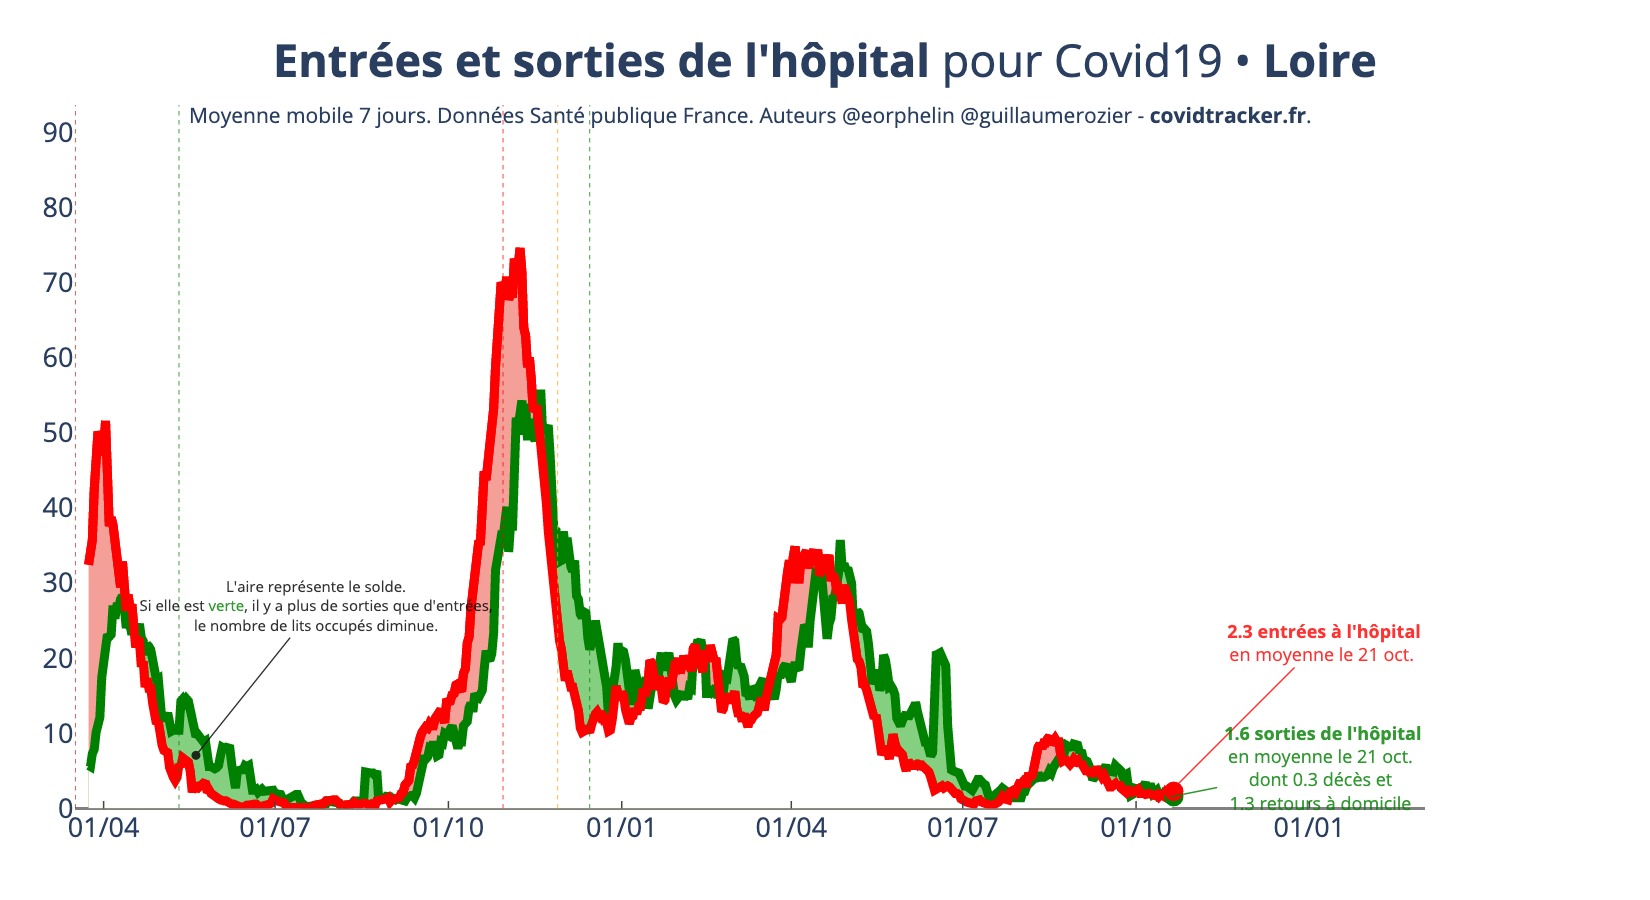 Entrées et sorties de l'hôpital pour Covid19 • Loire
Moyenne mobile 7 jours. Données Santé publique France. Auteurs @eorphelin @guillaumerozier - covidtracker.fr.
90
80
70
60
50
40
30
20
10
0
L'aire représente le solde.
Si elle est verte, il y a plus de sorties que d'entrées,
le nombre de lits occupés diminue.
2.3 entrées à l'hôpital
en moyenne le 21 oct.
1.6 sorties de l'hôpital
en moyenne le 21 oct.
dont 0.3 décès et
1.3 retours à domicile
01/04 01/07 01/10 01/01 01/04 01/07 01/10 01/01